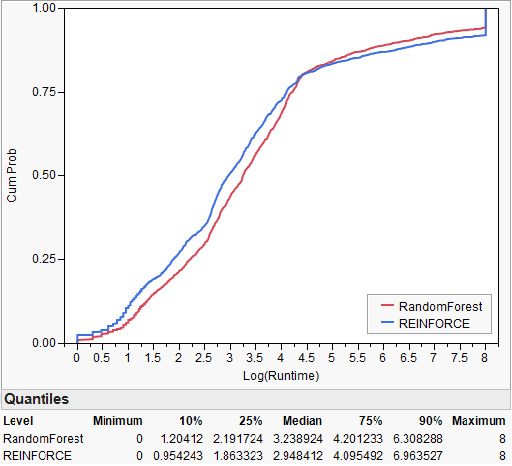 1.00
0.75
0.50
0.25
0.00
Cum Prob
0 0.5 1 1.5 2 2.5 3 3.5 4 4.5 5 5.5 6 6.5 7 7.5 8
Log(Runtime)
RandomForest
REINFORCE
Quantiles
Level Minimum 10% 25% Median 75% 90% Maximum
RandomForest 0 1.20412 2.191724 3.238924 4.201233 6.308288 8
REINFORCE 0 0.954243 1.863323 2.948412 4.095492 6.963527 8